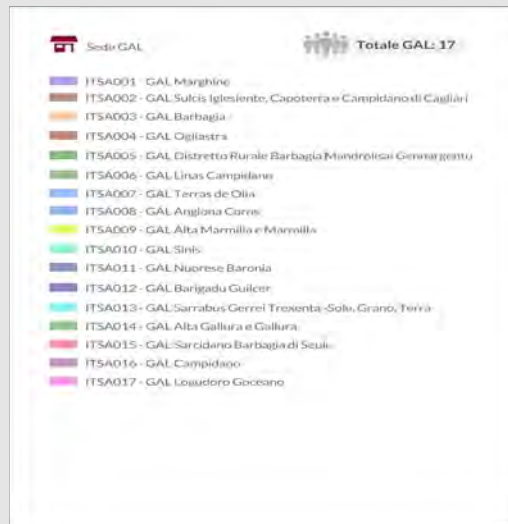 Sede GAL
Totale GAL: 17
ITSA001 - GAL Marghine
ITSA002 - GAL Sulcis Iglesiente, Capoterra e Campidano di Cagliari
ITSA003 - GAL Barbagia
ITSA004 - GAL Ogliastra
ITSA005 - GAL Distretto Rurale Barbagia Mandrolisai Gennargentu
ITSA006 - GAL Linas Campidano
ITSA007 - GAL Terras de Olia
ITSA008 - GAL Anglona Coros
ITSA009 - GAL Alta Marmilla e Marmilla
ITSA010 - GAL Sinis
ITSA011 - GAL Nuorese Baronia
ITSA012 - GAL Barigadu Guilcer
ITSA013 - GAL Sarrabus Gerrei Trexenta -Sole, Grano, Terra
ITSA014 - GAL Alta Gallura e Gallura
ITSA015 - GAL Sarcidano Barbagia di Seulo
ITSA016 - GAL Campidano
ITSA017 - GAL Logudoro Goceano